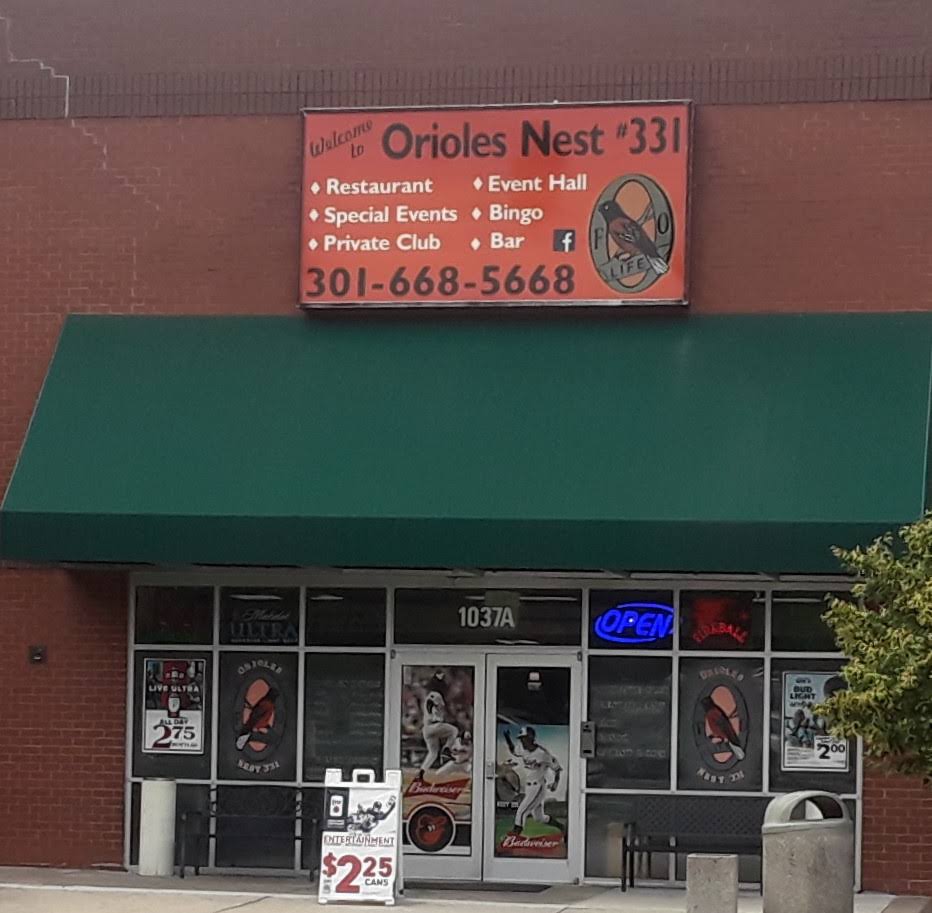 Welcome
to
Orioles Nest #331
♦ Restaurant
♦ Special Events
♦ Private Club
♦ Event Hall
♦ Bingo
♦ Bar
f
F O
LIFE
301-668-5668
1037A
Michelob
ULTRA
OPEN
FIREBALL
LIVE ULTRA
ALL DAY
2.75
ORIOLES
NEST 331
Budweiser
Budweiser
ORIOLES
NEST 331
BUD
LIGHT
2.00
ENTERTAINMENT
$2.25
CANS